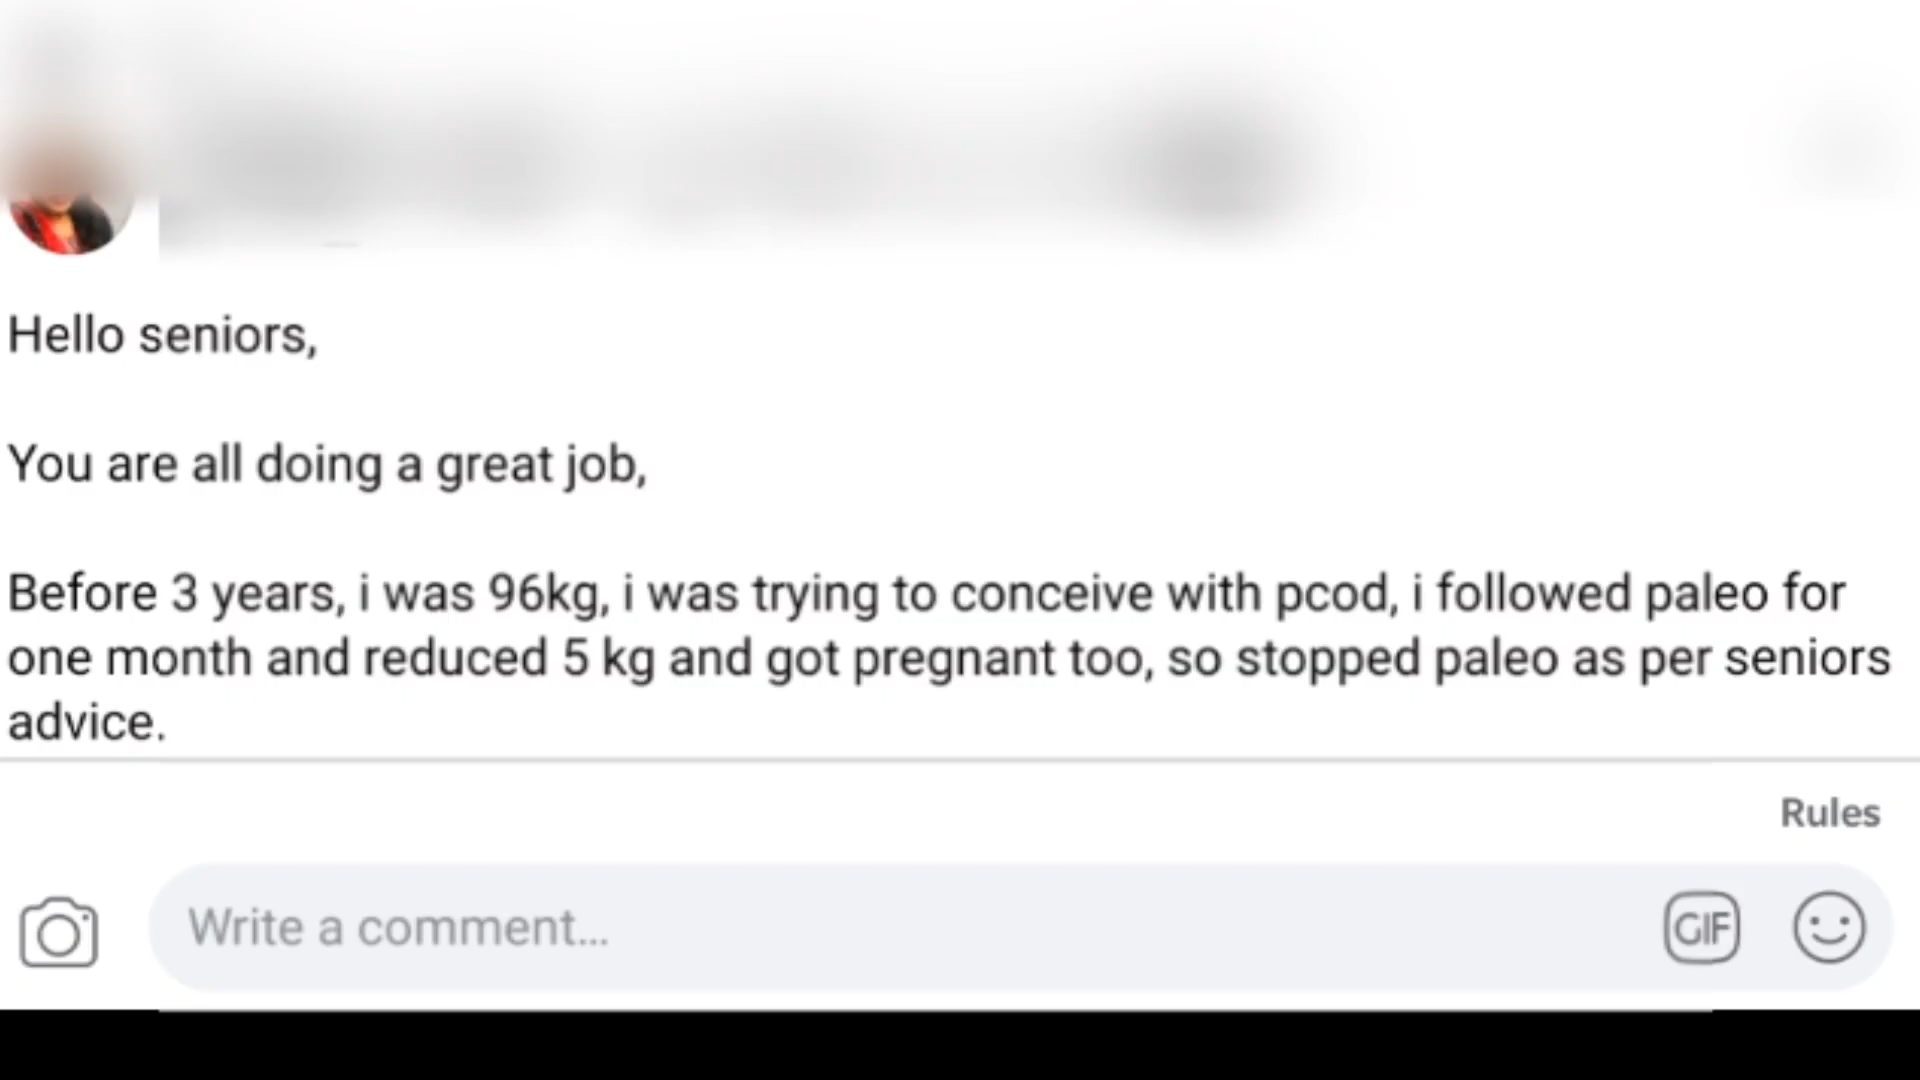 Hello seniors,
You are all doing a great job,
Before 3 years, i was 96kg, i was trying to conceive with pcod, i followed paleo for
one month and reduced 5 kg and got pregnant too, so stopped paleo as per seniors
advice.
Rules
Write a comment...
GIF